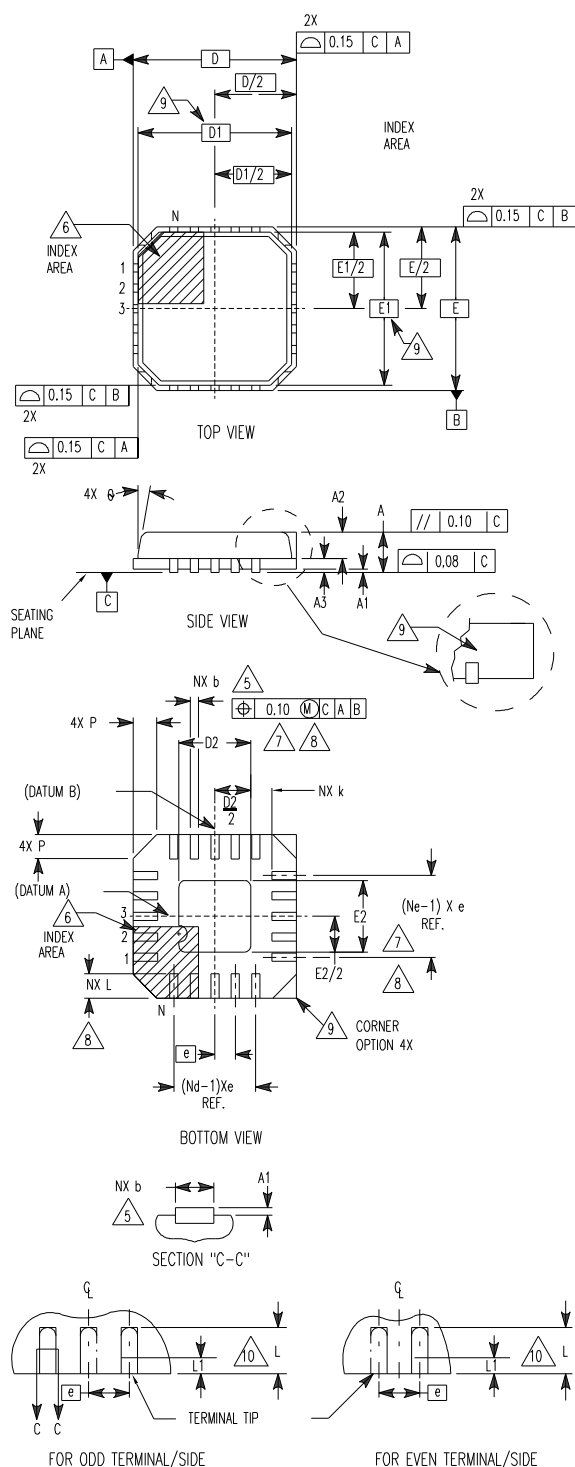 2X
A
D
0.15 C A
D/2
9
D1
INDEX
AREA
D1/2
2X
0.15 C B
N
6
INDEX
AREA
1
2
3
E1/2
E/2
E1
E
9
0.15 C B
2X
B
TOP VIEW
0.15 C A
2X
4X θ
A2
A
// 0.10 C
0.08 C
A3
A1
C
SEATING
PLANE
SIDE VIEW
9
NX b
5
0.10 M C A B
4X P
7
8
D2
(DATUM B)
D2
2
NX k
4X P
(DATUM A)
6
INDEX
AREA
3
2
1
E2
(Ne-1) X e
REF.
7
E2/2
8
NX L
8
N
9
CORNER
OPTION 4X
e
(Nd-1)Xe
REF.
BOTTOM VIEW
NX b
A1
5
SECTION "C-C"
CL
CL
10
L
L1
10
L
L1
e
e
TERMINAL TIP
C C
FOR ODD TERMINAL/SIDE
FOR EVEN TERMINAL/SIDE